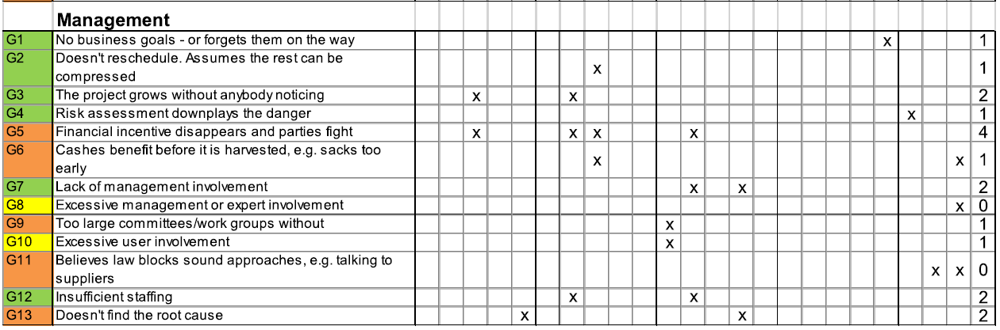 Management
G1 No business goals - or forgets them on the way x 1
G2 Doesn't reschedule. Assumes the rest can be
compressed x 1
G3 The project grows without anybody noticing x x 2
G4 Risk assessment downplays the danger x 1
G5 Financial incentive disappears and parties fight x x x x 4
G6 Cashes benefit before it is harvested, e.g. sacks too
early x x 1
G7 Lack of management involvement x x 2
G8 Excessive management or expert involvement x 0
G9 Too large committees/work groups without x 1
G10 Excessive user involvement x 1
G11 Believes law blocks sound approaches, e.g. talking to
suppliers x x 0
G12 Insufficient staffing x x 2
G13 Doesn't find the root cause x x 2